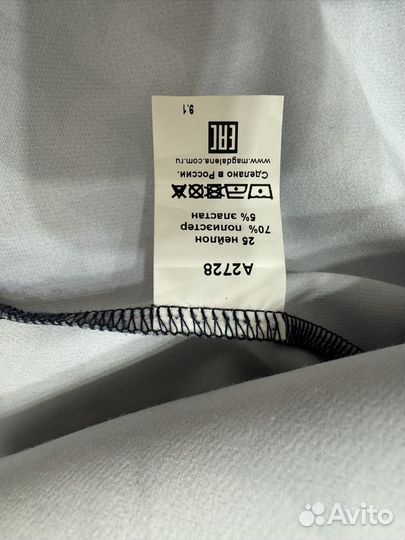 A2728
25 нейлон
70% полиэстер
5% эластан
Сделано в России.
www.magdalena.com.ru
EAC
9.1
Avito